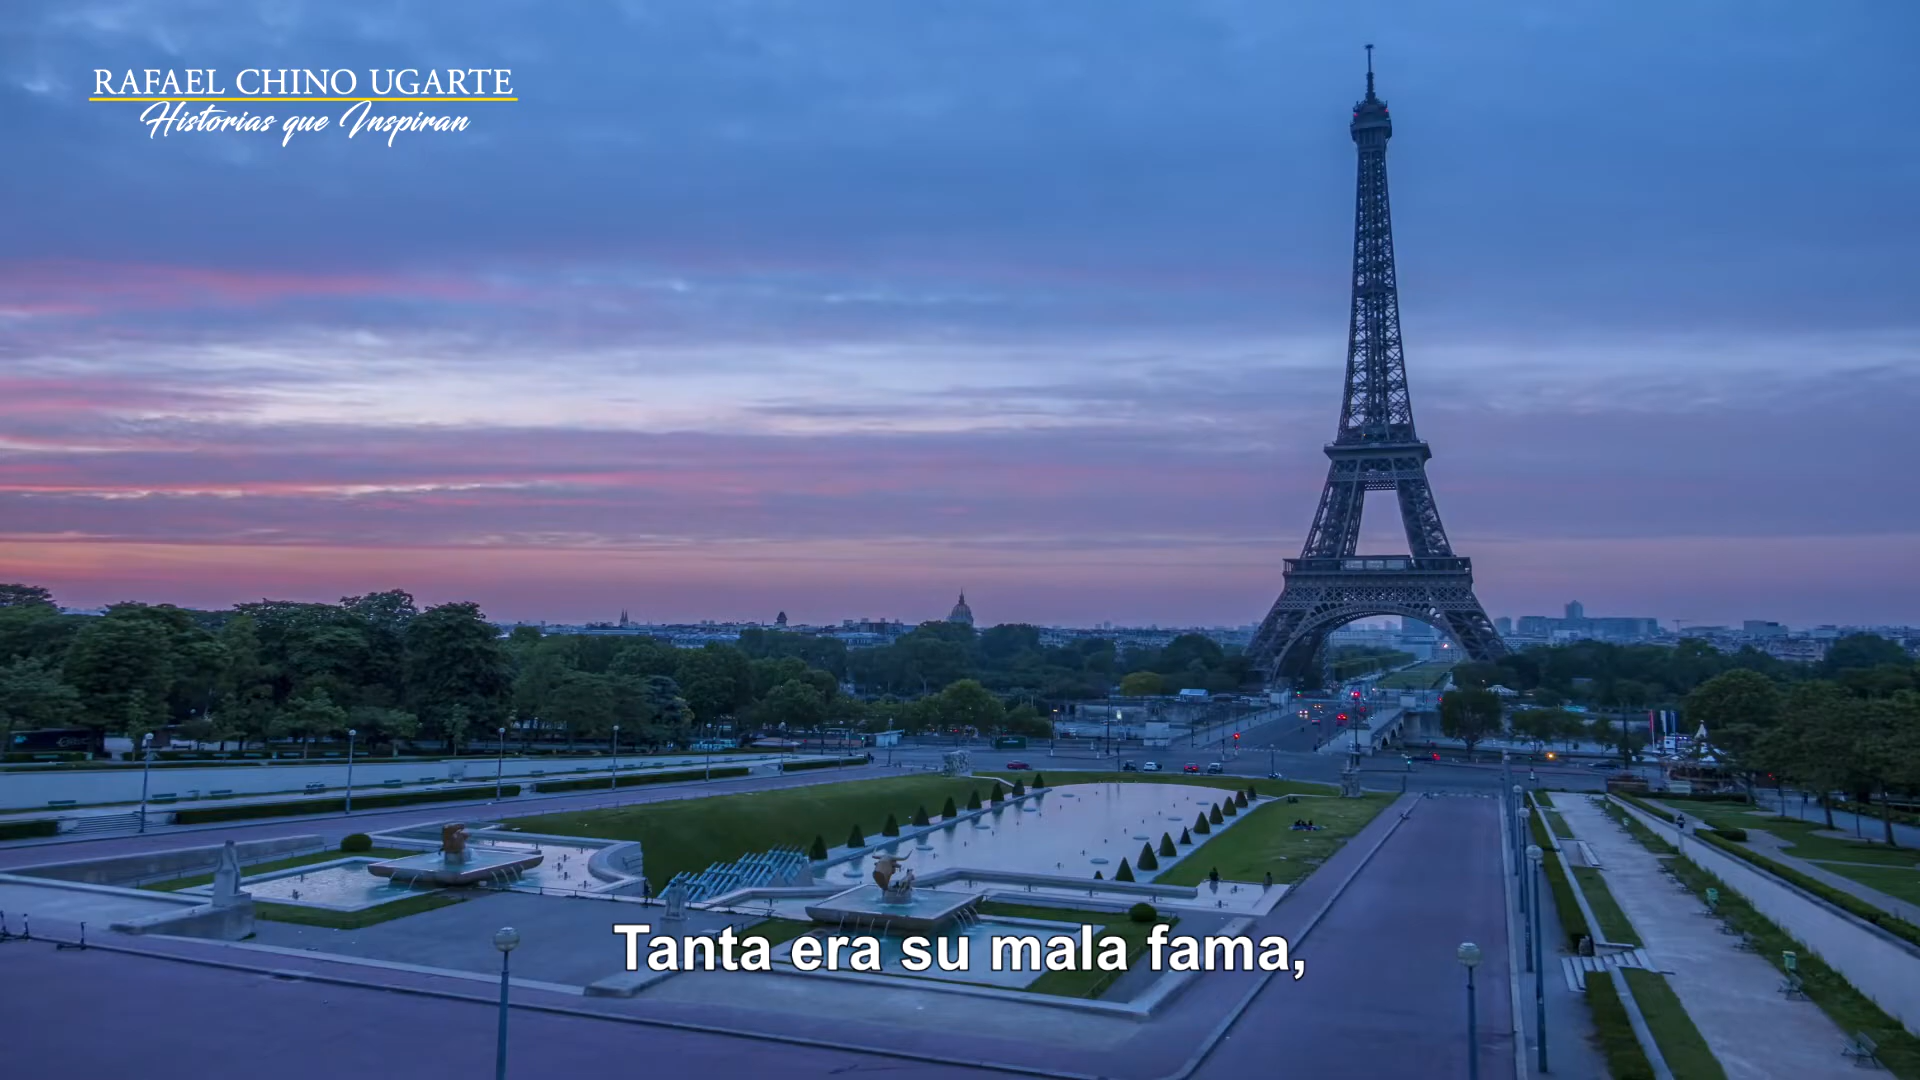 RAFAEL CHINO UGARTE
Historias que Inspiran
Tanta era su mala fama,